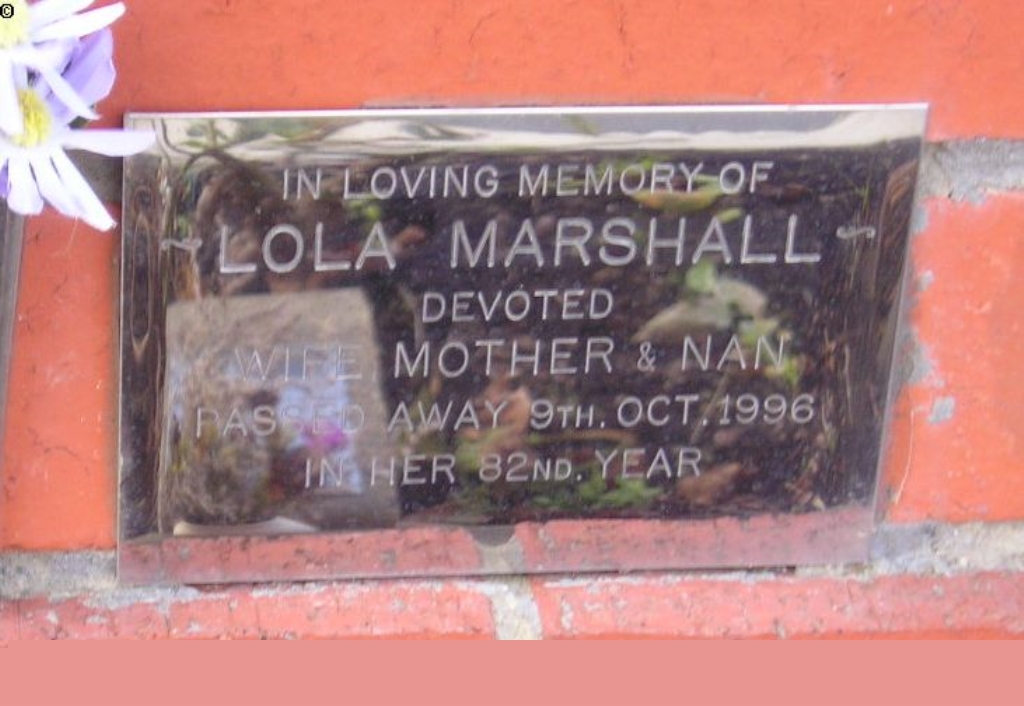 ©
IN LOVING MEMORY OF
~ LOLA MARSHALL ~
DEVOTED
WIFE MOTHER & NAN
PASSED AWAY 9TH. OCT. 1996
IN HER 82ND. YEAR